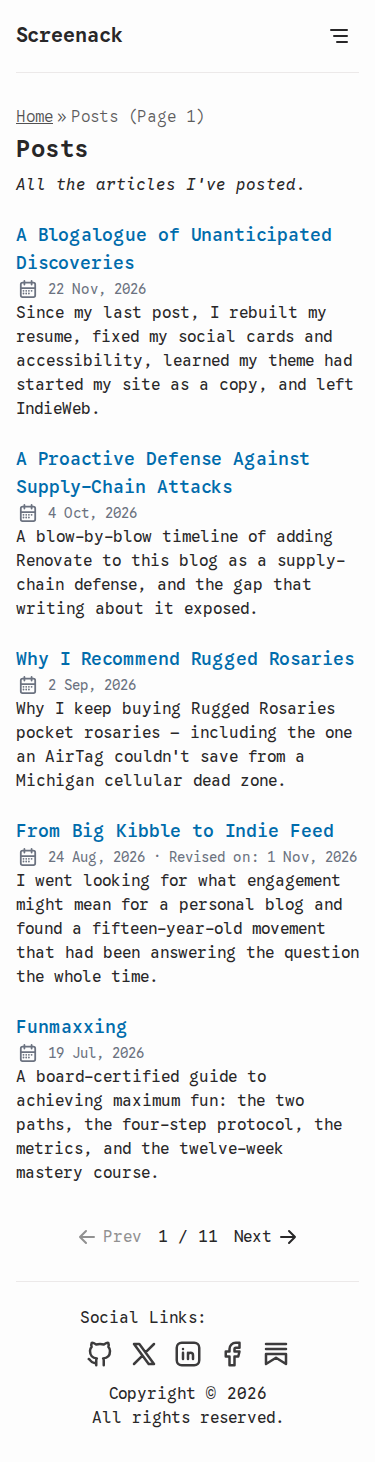 Screenack
Home » Posts (Page 1)
Posts
All the articles I've posted.
A Blogalogue of Unanticipated
Discoveries
22 Nov, 2026
Since my last post, I rebuilt my
resume, fixed my social cards and
accessibility, learned my theme had
started my site as a copy, and left
IndieWeb.
A Proactive Defense Against
Supply-Chain Attacks
4 Oct, 2026
A blow-by-blow timeline of adding
Renovate to this blog as a supply-
chain defense, and the gap that
writing about it exposed.
Why I Recommend Rugged Rosaries
2 Sep, 2026
Why I keep buying Rugged Rosaries
pocket rosaries — including the one
an AirTag couldn't save from a
Michigan cellular dead zone.
From Big Kibble to Indie Feed
24 Aug, 2026 · Revised on: 1 Nov, 2026
I went looking for what engagement
might mean for a personal blog and
found a fifteen-year-old movement
that had been answering the question
the whole time.
Funmaxxing
19 Jul, 2026
A board-certified guide to
achieving maximum fun: the two
paths, the four-step protocol, the
metrics, and the twelve-week
mastery course.
Prev 1 / 11 Next
Social Links:
Copyright © 2026
All rights reserved.